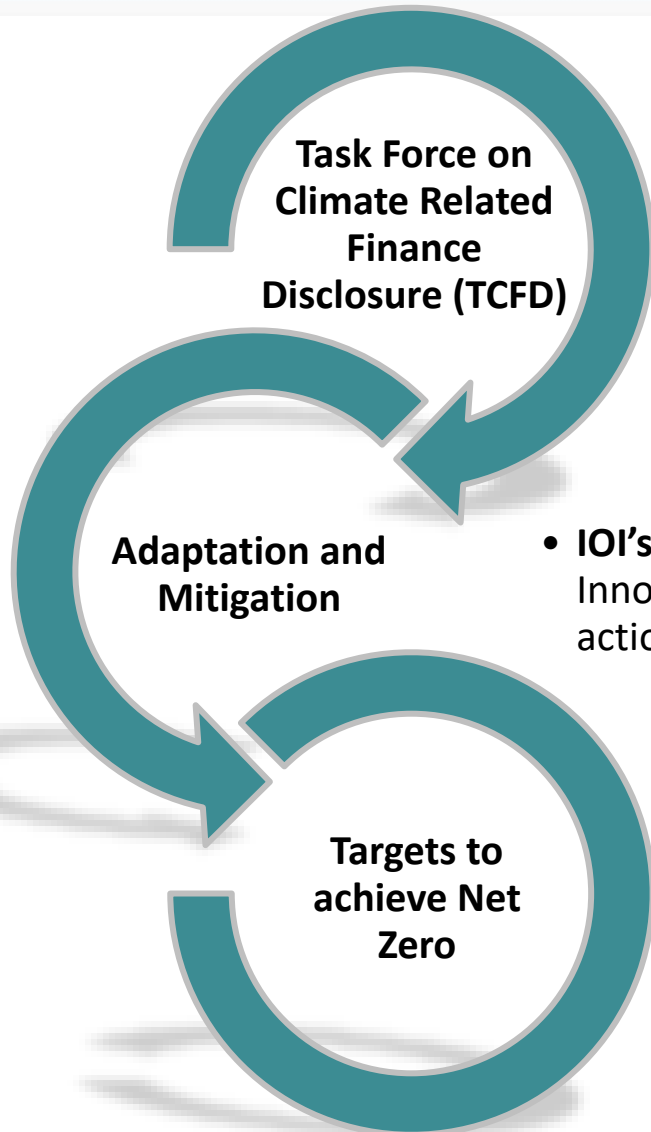 Task Force on
Climate Related
Finance
Disclosure (TCFD)
Adaptation and
Mitigation
• IOI's
Inno
actio
Targets to
achieve Net
Zero